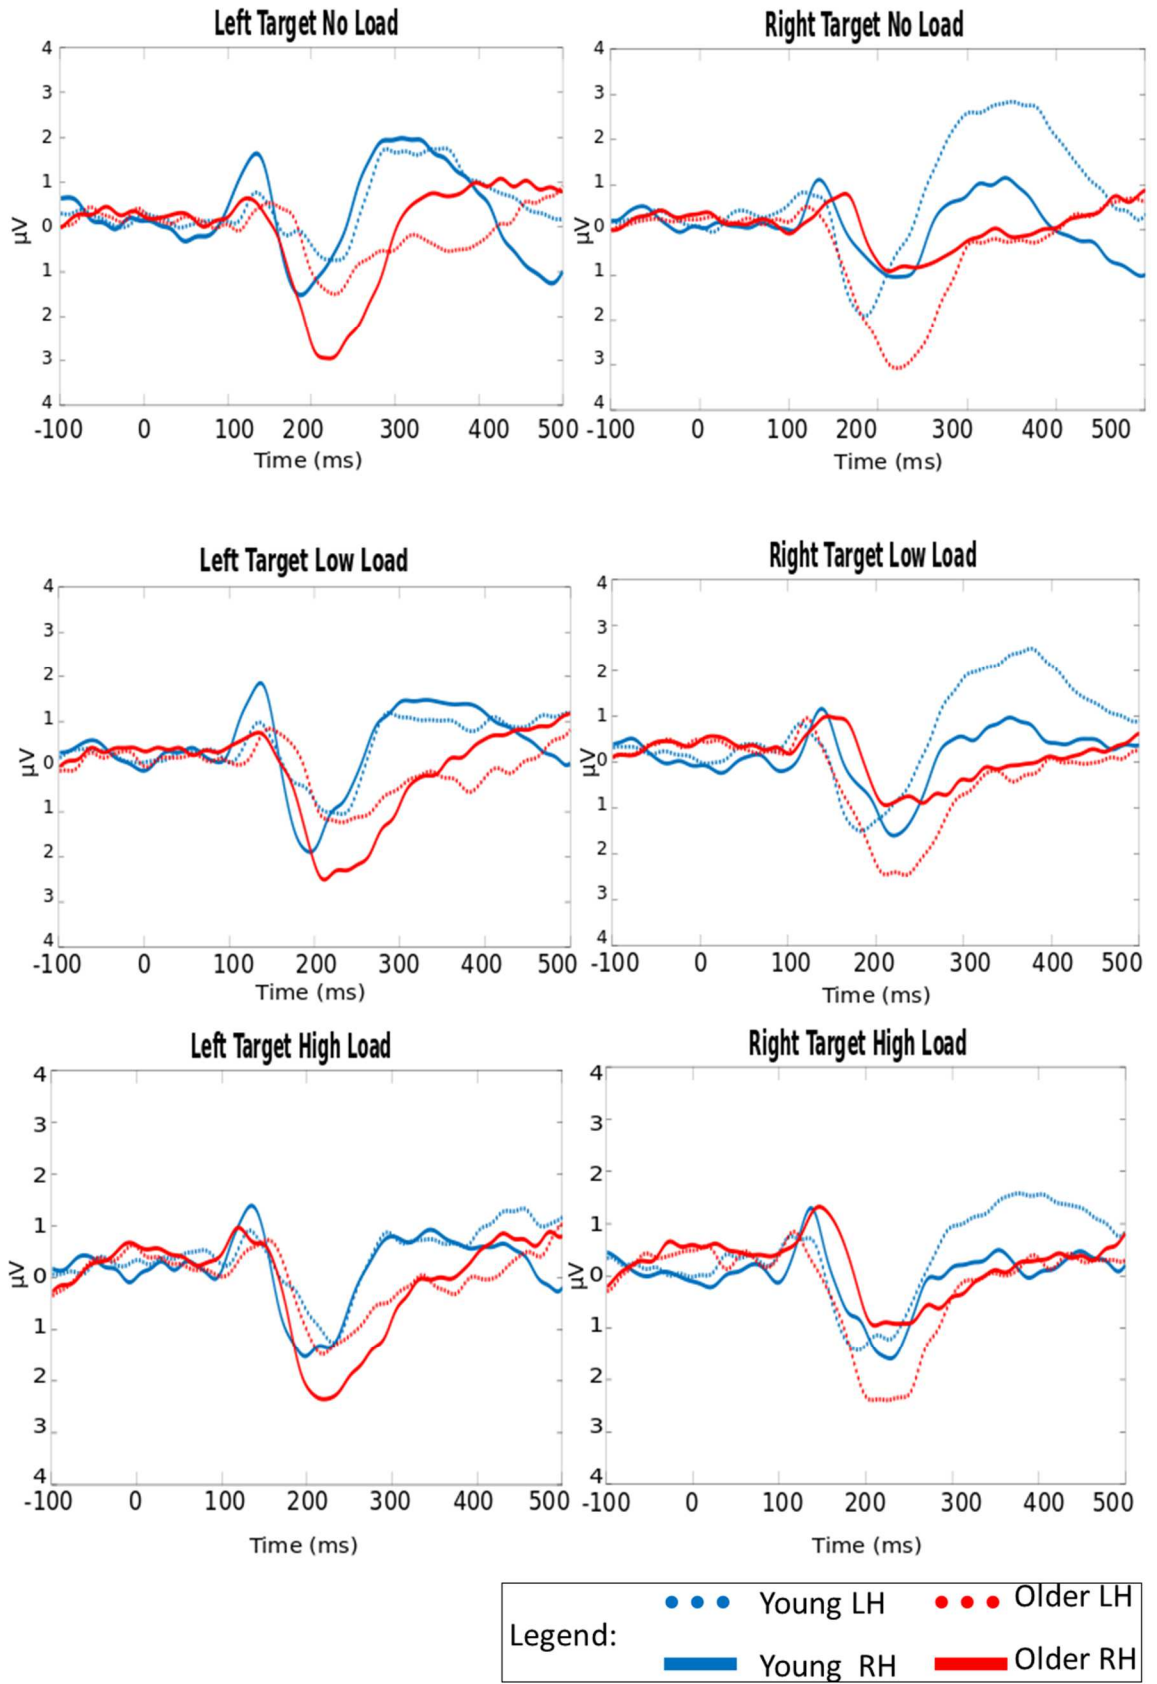 Left Target No Load
Right Target No Load
4
3
2
1
0
1
2
3
4
µV
-100 0 100 200 300 400 500
Time (ms)
4
3
2
1
0
1
2
3
4
µV
-100 0 100 200 300 400 500
Time (ms)
Left Target Low Load
Right Target Low Load
4
3
2
1
0
1
2
3
4
µV
-100 0 100 200 300 400 500
Time (ms)
4
3
2
1
0
1
2
3
4
µV
-100 0 100 200 300 400 500
Time (ms)
Left Target High Load
Right Target High Load
4
3
2
1
0
1
2
3
4
µV
-100 0 100 200 300 400 500
Time (ms)
4
3
2
1
0
1
2
3
4
µV
-100 0 100 200 300 400 500
Time (ms)
Legend:
Young LH
Older LH
Young RH
Older RH